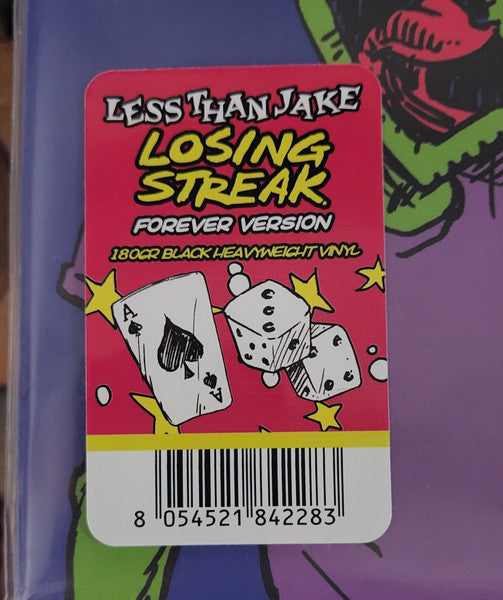 LESS THAN JAKE
LOSING
STREAK.
FOREVER VERSION
180GR BLACK HEAVYWEIGHT VINYL
A
A
8 054521 842283